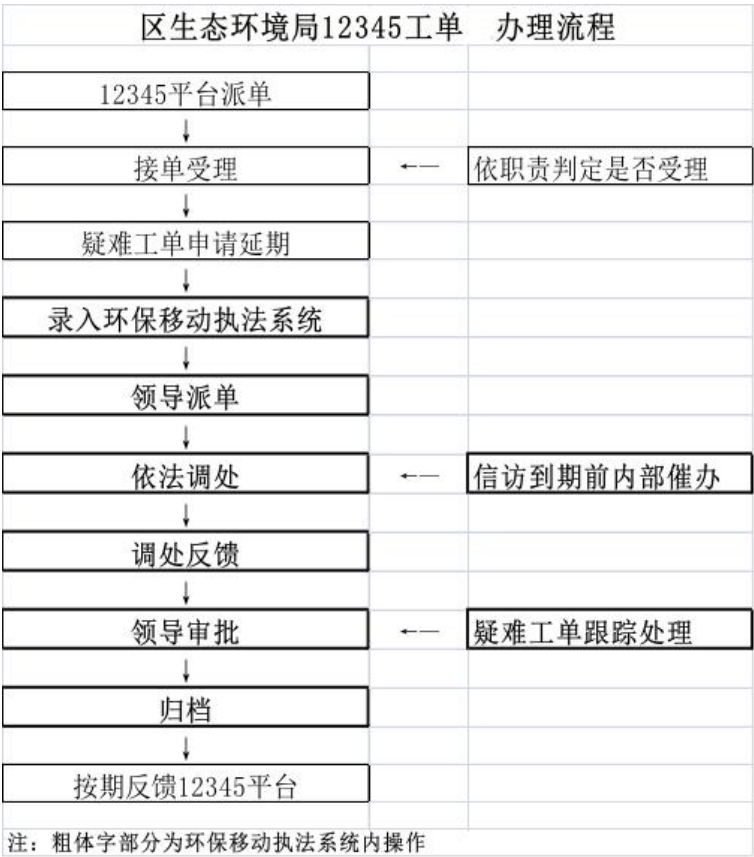 区生态环境局12345工单 办理流程
12345平台派单
↓
接单受理 ←— 依职责判定是否受理
↓
疑难工单申请延期
↓
录入环保移动执法系统
↓
领导派单
↓
依法调处 ←— 信访到期前内部催办
↓
调处反馈
↓
领导审批 ←— 疑难工单跟踪处理
↓
归档
↓
按期反馈12345平台
注：粗体字部分为环保移动执法系统内操作